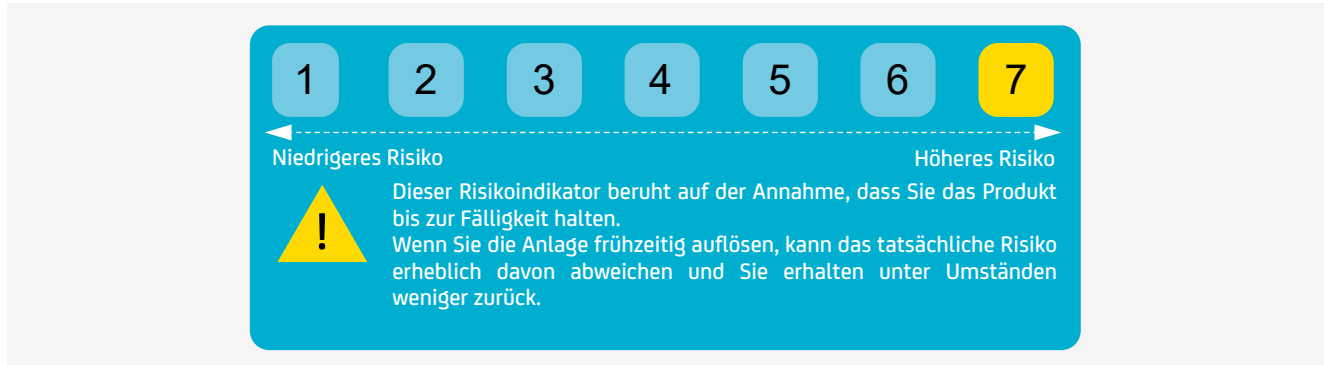 1 2 3 4 5 6 7
Niedrigeres Risiko Höheres Risiko
Dieser Risikoindikator beruht auf der Annahme, dass Sie das Produkt
bis zur Fälligkeit halten.
!
Wenn Sie die Anlage frühzeitig auflösen, kann das tatsächliche Risiko
erheblich davon abweichen und Sie erhalten unter Umständen
weniger zurück.